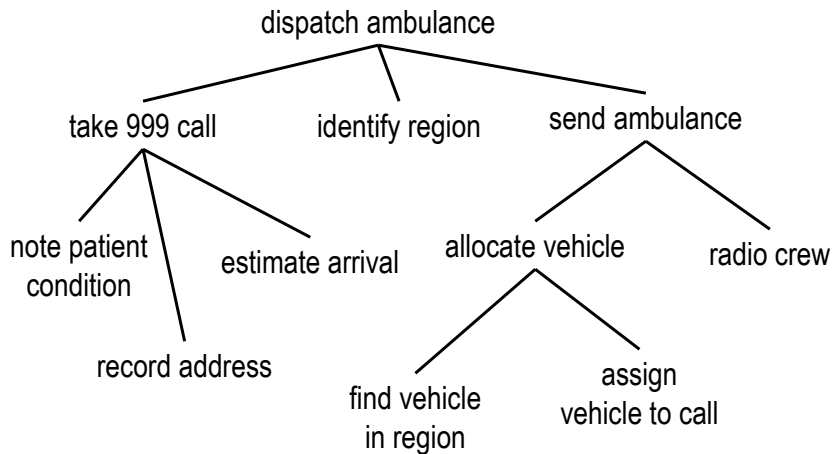 dispatch ambulance
take 999 call
identify region
send ambulance
note patient
condition
record address
estimate arrival
allocate vehicle
radio crew
find vehicle
in region
assign
vehicle to call